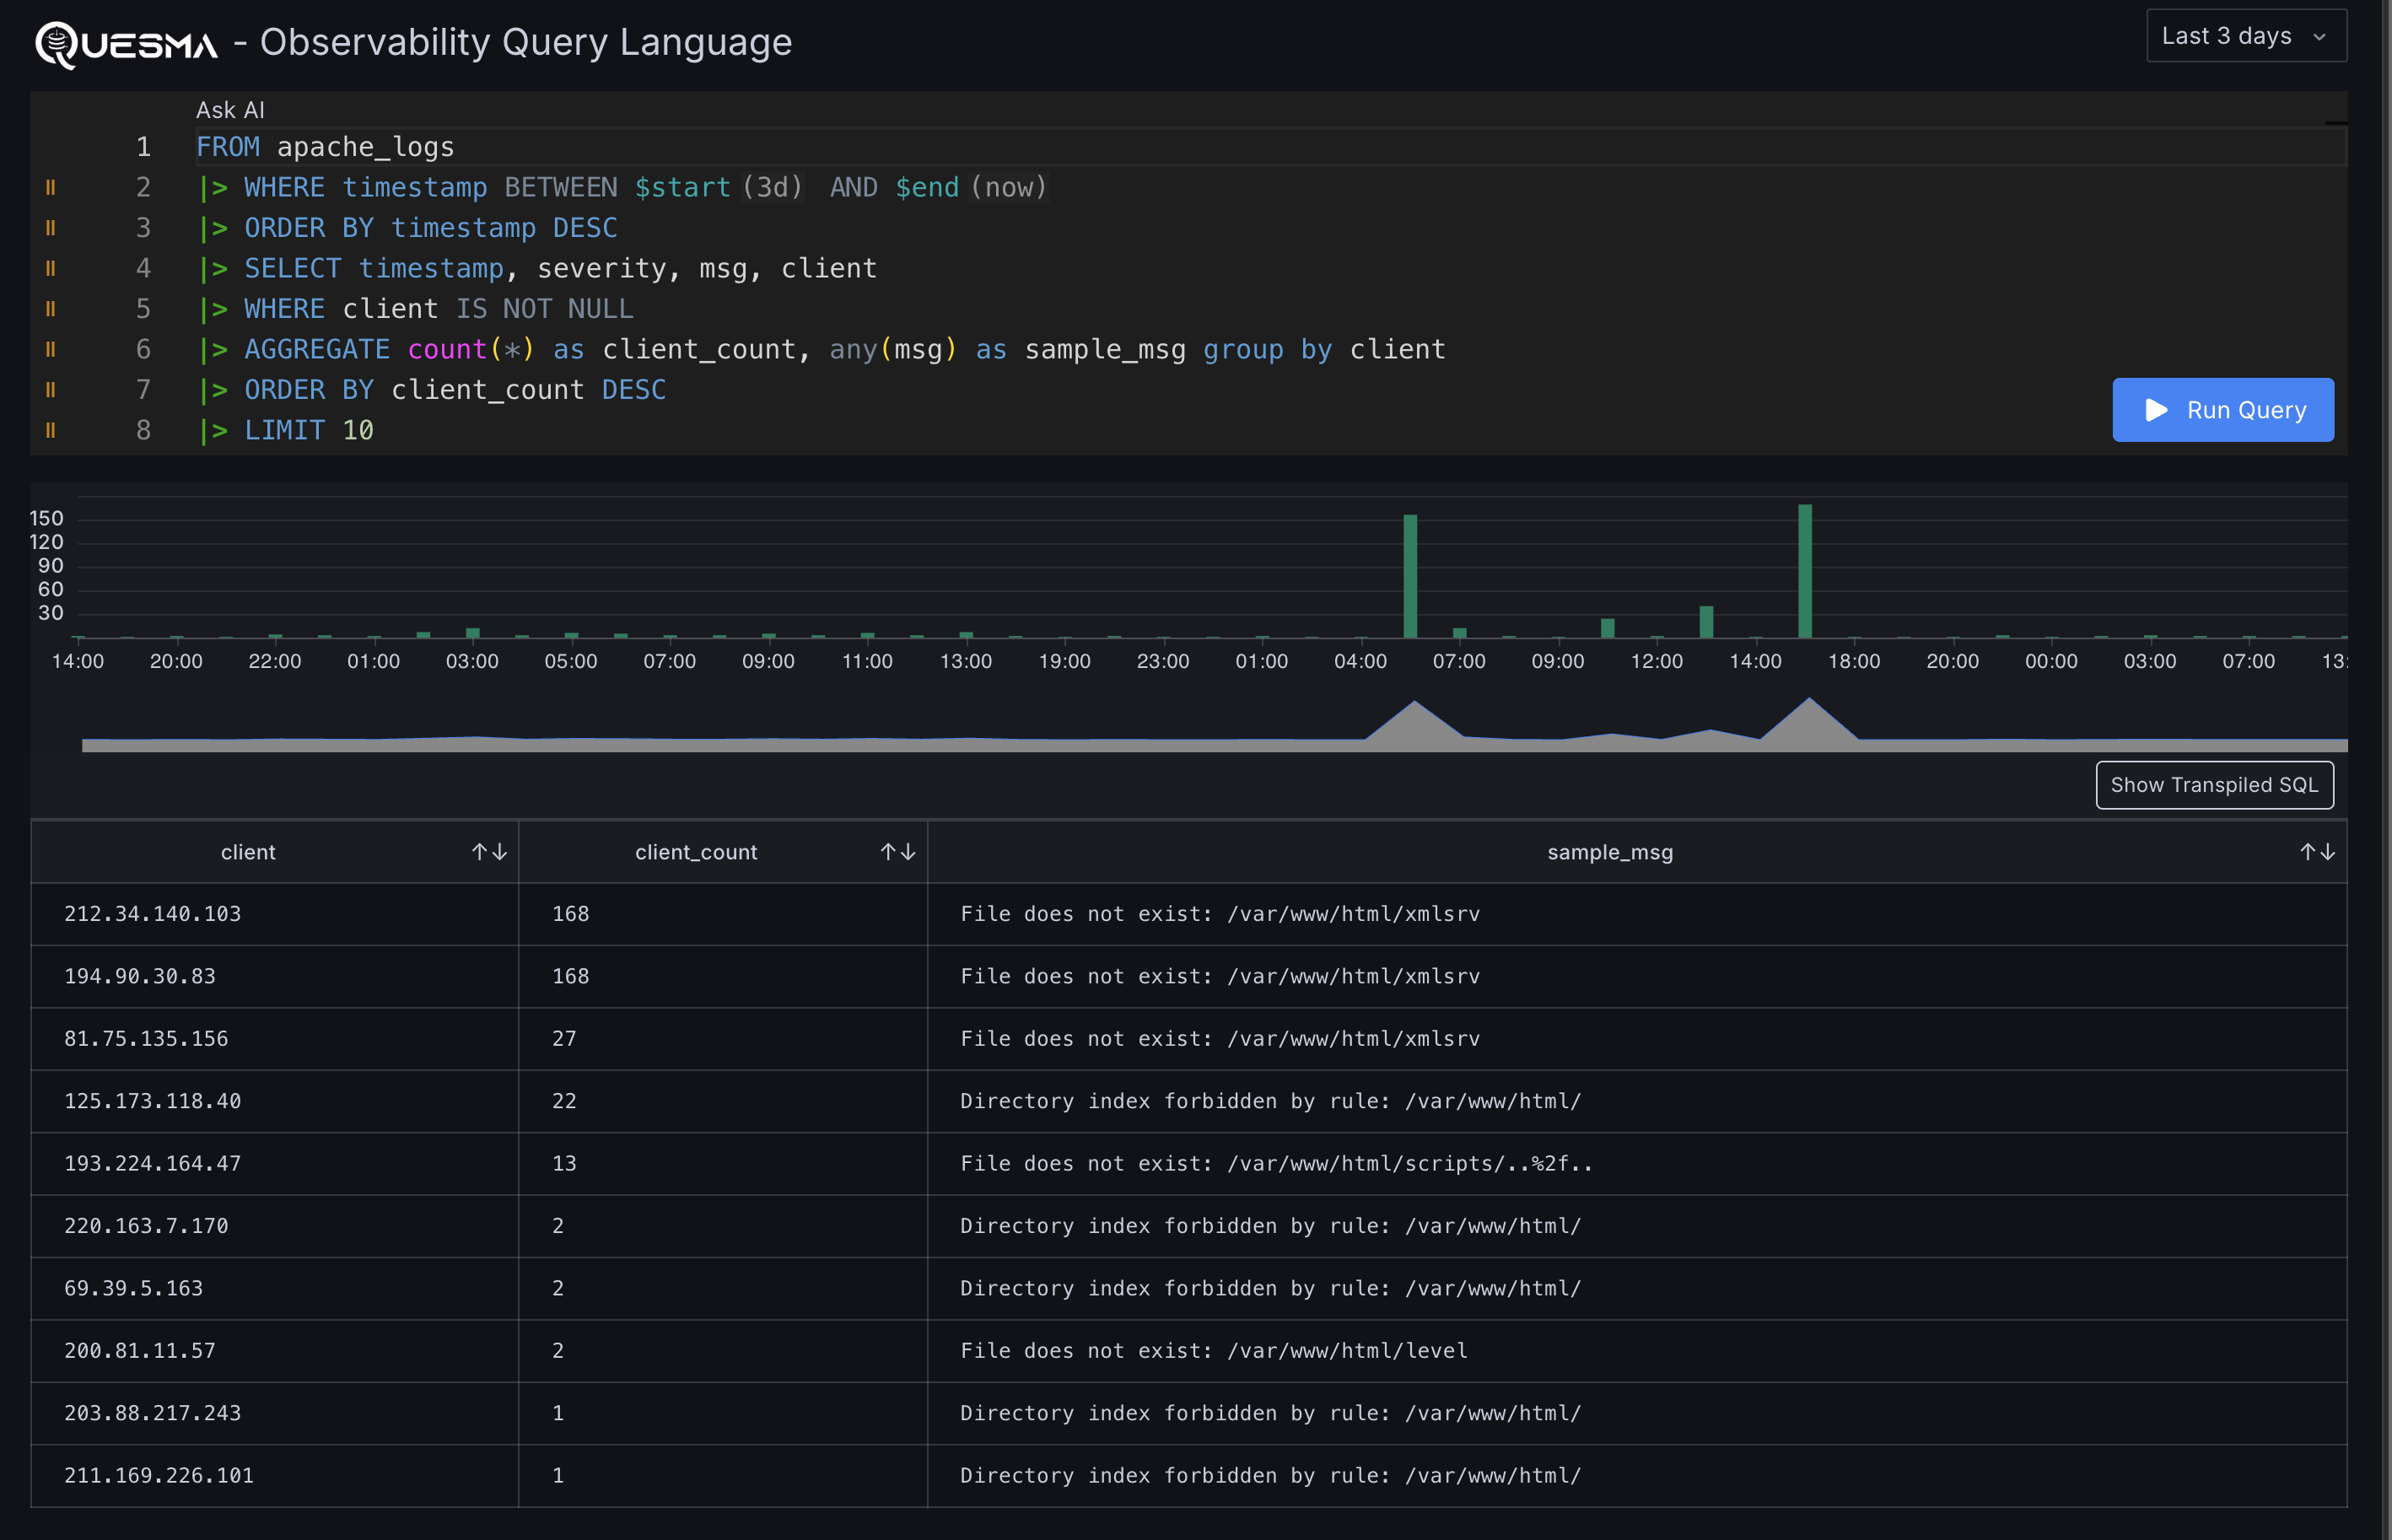 QUESMA - Observability Query Language
Last 3 days
Ask AI
1 FROM apache_logs
2 |> WHERE timestamp BETWEEN $start (3d) AND $end (now)
3 |> ORDER BY timestamp DESC
4 |> SELECT timestamp, severity, msg, client
5 |> WHERE client IS NOT NULL
6 |> AGGREGATE count(*) as client_count, any(msg) as sample_msg group by client
7 |> ORDER BY client_count DESC
8 |> LIMIT 10
Run Query
150
120
90
60
30
14:00 20:00 22:00 01:00 03:00 05:00 07:00 09:00 11:00 13:00 19:00 23:00 01:00 04:00 07:00 09:00 12:00 14:00 18:00 20:00 00:00 03:00 07:00 13:
Show Transpiled SQL
client client_count sample_msg
212.34.140.103 168 File does not exist: /var/www/html/xmlsrv
194.90.30.83 168 File does not exist: /var/www/html/xmlsrv
81.75.135.156 27 File does not exist: /var/www/html/xmlsrv
125.173.118.40 22 Directory index forbidden by rule: /var/www/html/
193.224.164.47 13 File does not exist: /var/www/html/scripts/..%2f..
220.163.7.170 2 Directory index forbidden by rule: /var/www/html/
69.39.5.163 2 Directory index forbidden by rule: /var/www/html/
200.81.11.57 2 File does not exist: /var/www/html/level
203.88.217.243 1 Directory index forbidden by rule: /var/www/html/
211.169.226.101 1 Directory index forbidden by rule: /var/www/html/